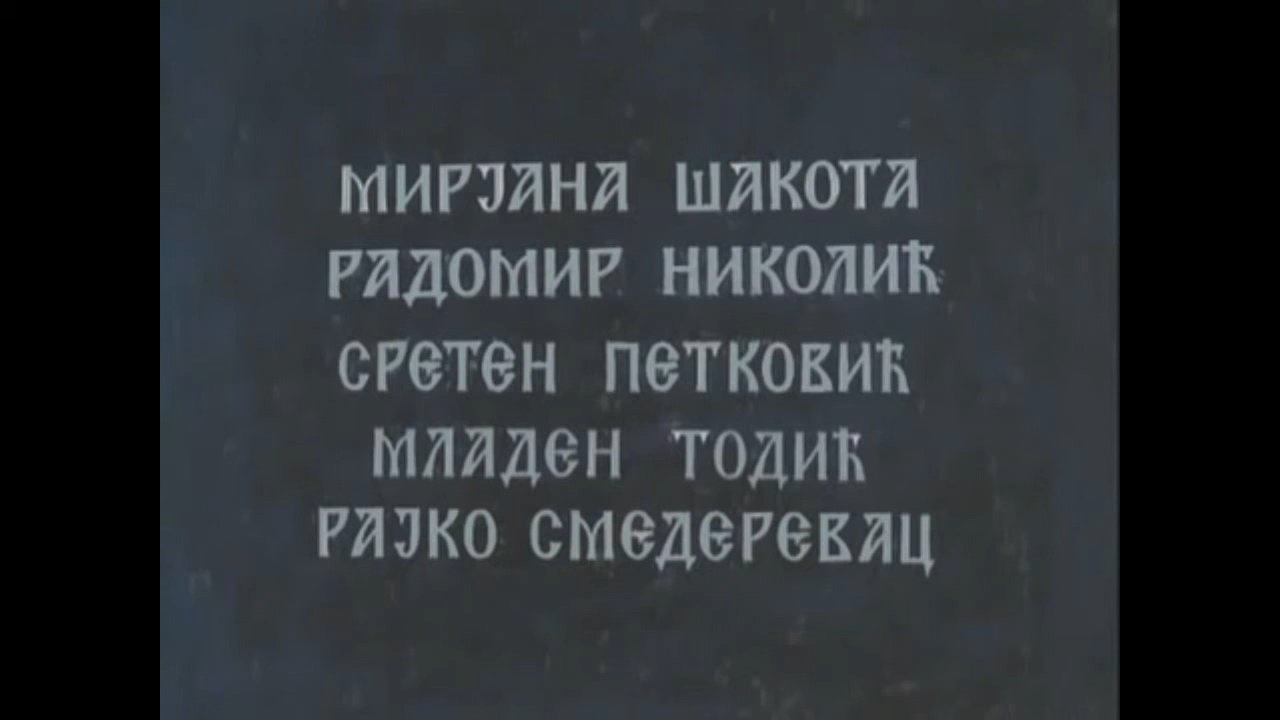 МИРЈАНА ШАКОТА
РАДОМИР НИКОЛИЋ
СРЕТЕН ПЕТКОВИЋ
МЛАДЕН ТОДИЋ
РАЈКО СМЕДЕРЕВАЦ